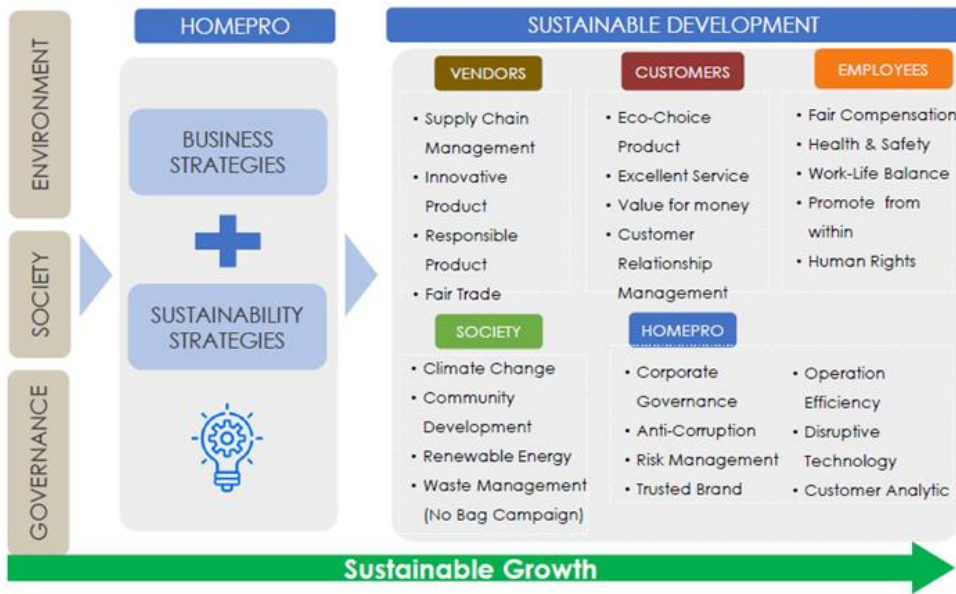 ENVIRONMENT
SOCIETY
GOVERNANCE
HOMEPRO
BUSINESS
STRATEGIES
SUSTAINABILITY
STRATEGIES
SUSTAINABLE DEVELOPMENT
VENDORS
• Supply Chain
Management
• Innovative
Product
• Responsible
Product
• Fair Trade
CUSTOMERS
• Eco-Choice
Product
• Excellent Service
• Value for money
• Customer
Relationship
Management
EMPLOYEES
• Fair Compensation
• Health & Safety
• Work-Life Balance
• Promote from
within
• Human Rights
SOCIETY
• Climate Change
• Community
Development
• Renewable Energy
• Waste Management
(No Bag Campaign)
HOMEPRO
• Corporate
Governance
• Anti-Corruption
• Risk Management
• Trusted Brand
• Operation
Efficiency
• Disruptive
Technology
• Customer Analytic
Sustainable Growth